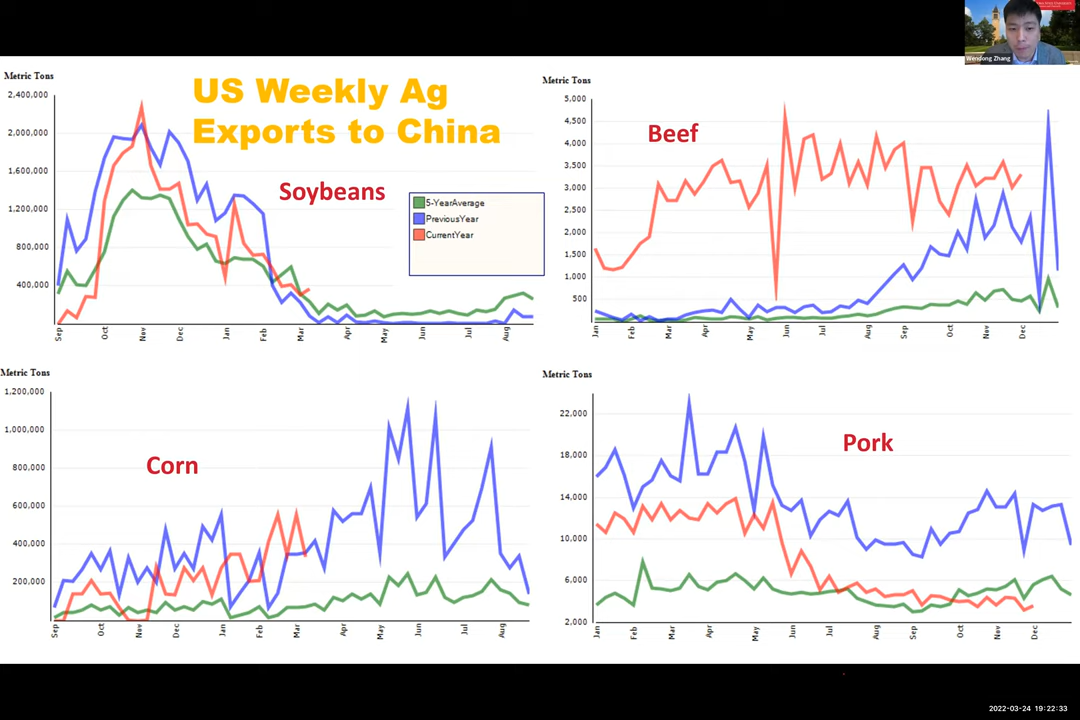 Wendong Zhang
US Weekly Ag
Exports to China
Metric Tons
2,400,000
2,000,000
1,600,000
1,200,000
800,000
400,000
Soybeans
5-YearAverage
PreviousYear
CurrentYear
Sep
Oct
Nov
Dec
Jan
Feb
Mar
Apr
May
Jun
Jul
Aug
Metric Tons
5,000
4,500
4,000
3,500
3,000
2,500
2,000
1,500
1,000
500
Beef
Jan
Feb
Mar
Apr
May
Jun
Jul
Aug
Sep
Oct
Nov
Dec
Metric Tons
1,200,000
1,000,000
800,000
600,000
400,000
200,000
Corn
Sep
Oct
Nov
Dec
Jan
Feb
Mar
Apr
May
Jun
Jul
Aug
Metric Tons
22,000
18,000
14,000
10,000
6,000
2,000
Pork
Jan
Feb
Mar
Apr
May
Jun
Jul
Aug
Sep
Oct
Nov
Dec
2022-03-24 19:22:33